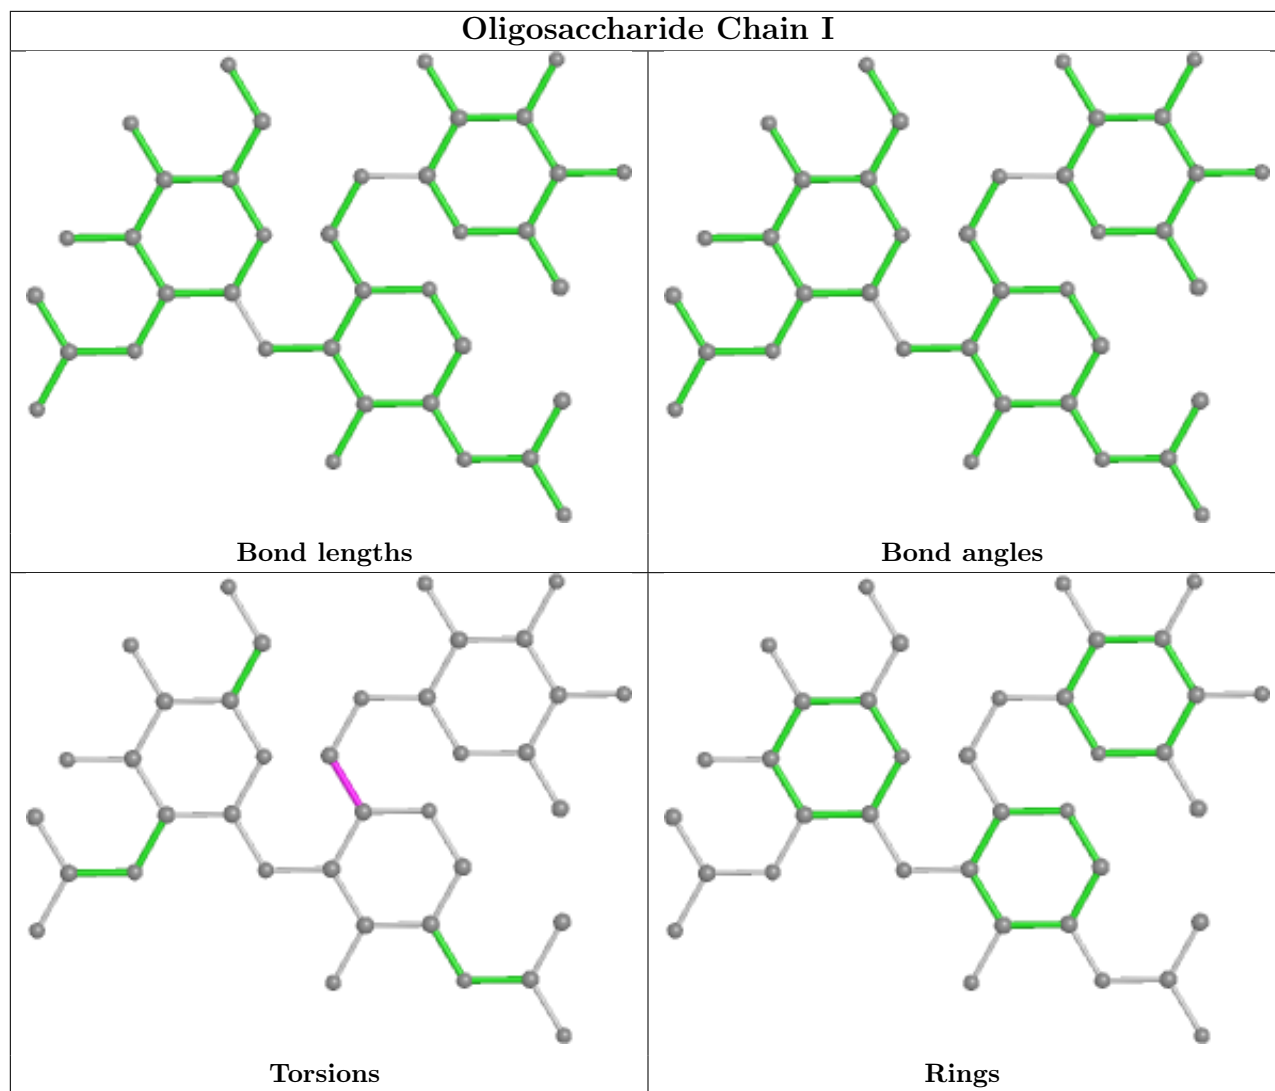 Oligosaccharide Chain I
Bond lengths
Bond angles
Torsions
Rings